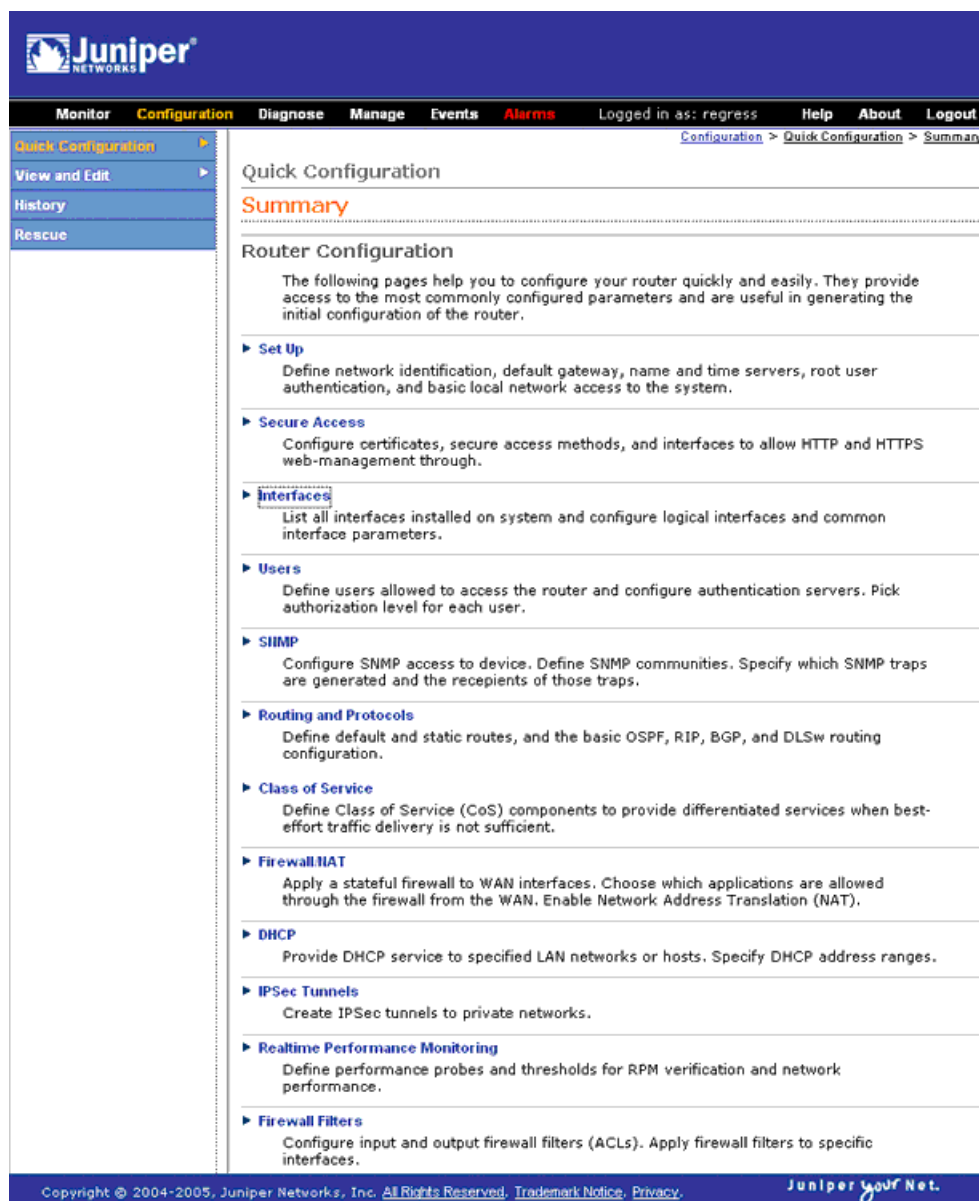 Juniper®
NETWORKS
Monitor Configuration Diagnose Manage Events Alarms Logged in as: regress Help About Logout
Configuration > Quick Configuration > Summary
Quick Configuration
View and Edit
History
Rescue
Quick Configuration
Summary
Router Configuration
The following pages help you to configure your router quickly and easily. They provide
access to the most commonly configured parameters and are useful in generating the
initial configuration of the router.
Set Up
Define network identification, default gateway, name and time servers, root user
authentication, and basic local network access to the system.
Secure Access
Configure certificates, secure access methods, and interfaces to allow HTTP and HTTPS
web-management through.
Interfaces
List all interfaces installed on system and configure logical interfaces and common
interface parameters.
Users
Define users allowed to access the router and configure authentication servers. Pick
authorization level for each user.
SNMP
Configure SNMP access to device. Define SNMP communities. Specify which SNMP traps
are generated and the recepients of those traps.
Routing and Protocols
Define default and static routes, and the basic OSPF, RIP, BGP, and DLSw routing
configuration.
Class of Service
Define Class of Service (CoS) components to provide differentiated services when best-
effort traffic delivery is not sufficient.
Firewall/NAT
Apply a stateful firewall to WAN interfaces. Choose which applications are allowed
through the firewall from the WAN. Enable Network Address Translation (NAT).
DHCP
Provide DHCP service to specified LAN networks or hosts. Specify DHCP address ranges.
IPSec Tunnels
Create IPSec tunnels to private networks.
Realtime Performance Monitoring
Define performance probes and thresholds for RPM verification and network
performance.
Firewall Filters
Configure input and output firewall filters (ACLs). Apply firewall filters to specific
interfaces.
Copyright © 2004-2005, Juniper Networks, Inc. All Rights Reserved. Trademark Notice. Privacy.
Juniper your Net.